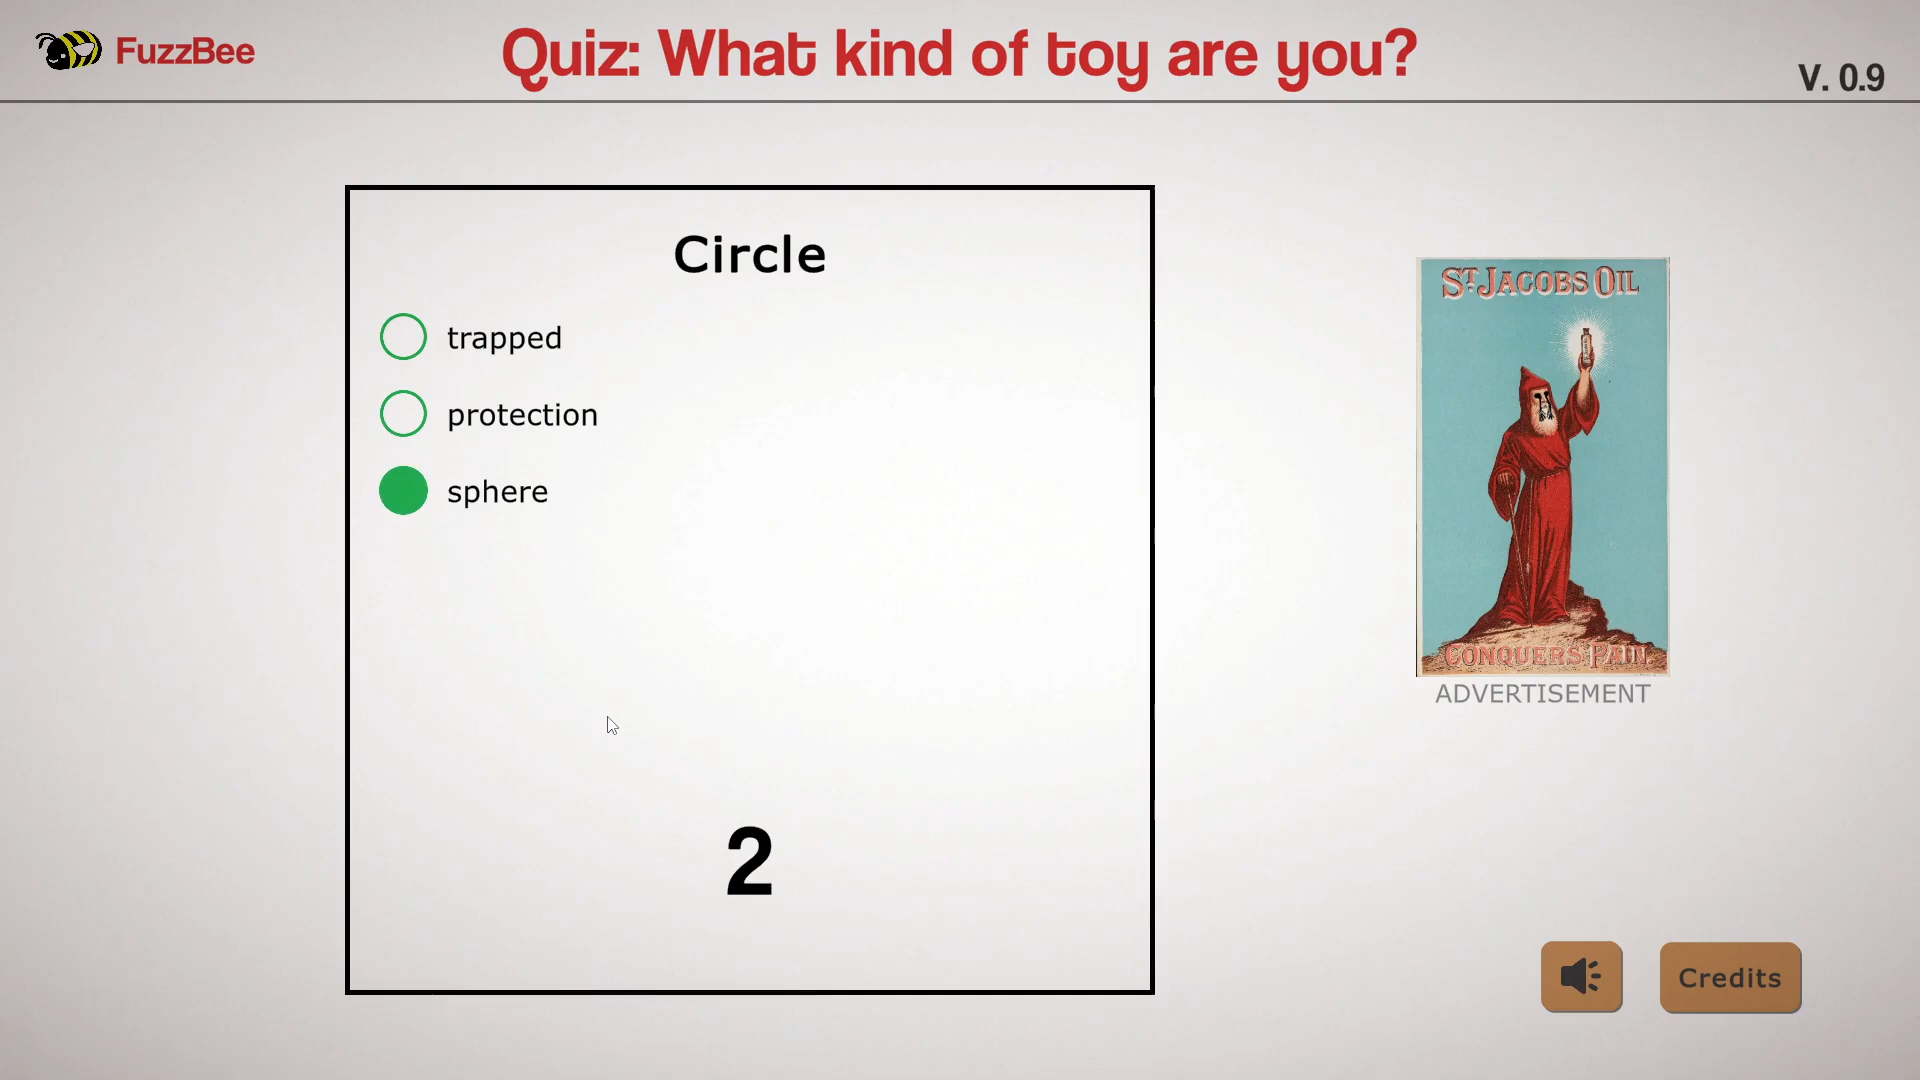 FuzzBee
Quiz: What kind of toy are you?
V. 0.9
Circle
trapped
protection
sphere
2
ST. JACOBS OIL
CONQUERS PAIN.
ADVERTISEMENT
Credits